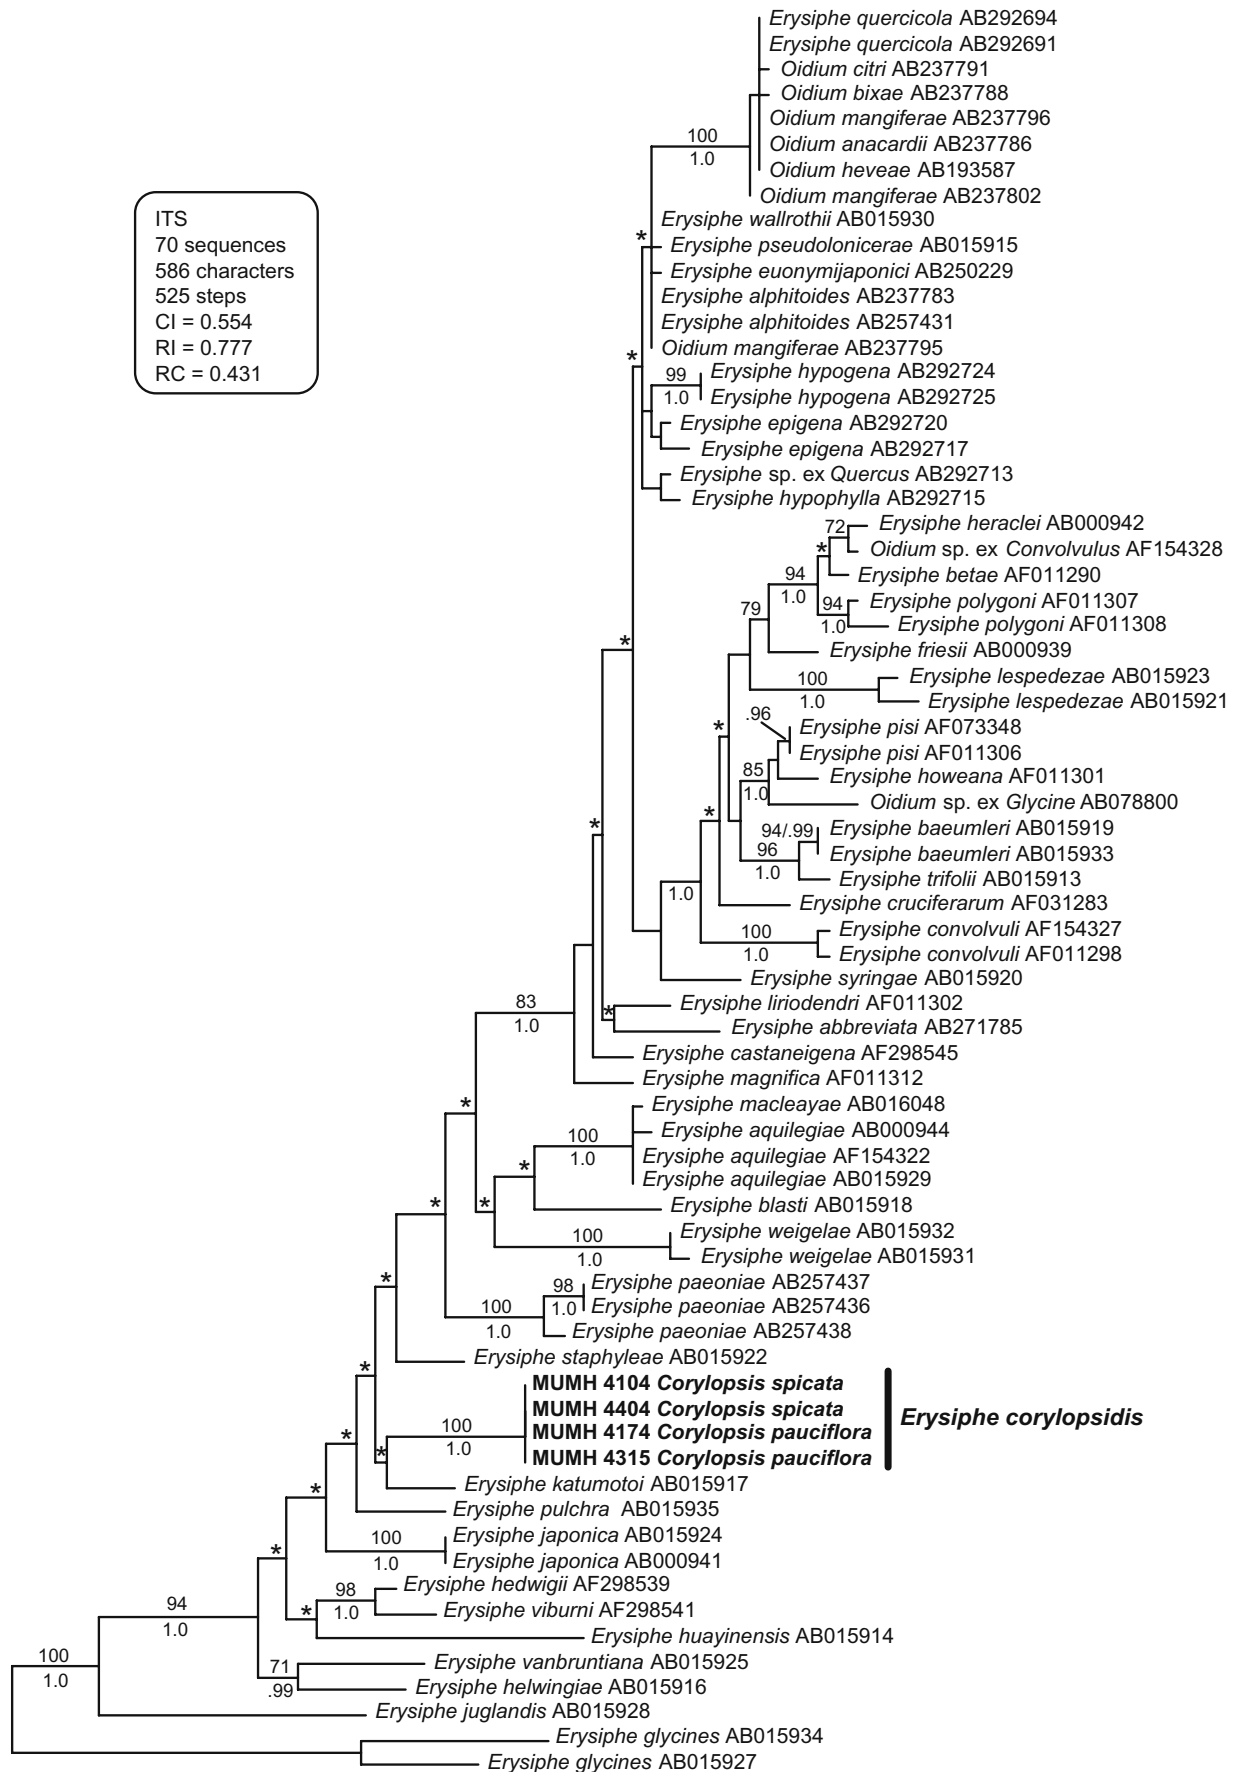 Erysiphe quercicola AB292694
Erysiphe quercicola AB292691
Oidium citri AB237791
Oidium bixae AB237788
Oidium mangiferae AB237796
100
Oidium anacardii AB237786
1.0
Oidium heveae AB193587
Oidium mangiferae AB237802
ITS
70 sequences
586 characters
525 steps
CI = 0.554
RI = 0.777
RC = 0.431
Erysiphe wallrothii AB015930
*
Erysiphe pseudolonicerae AB015915
Erysiphe euonymijaponici AB250229
Erysiphe alphitoides AB237783
Erysiphe alphitoides AB257431
Oidium mangiferae AB237795
*
99
Erysiphe hypogena AB292724
1.0
Erysiphe hypogena AB292725
Erysiphe epigena AB292720
Erysiphe epigena AB292717
Erysiphe sp. ex Quercus AB292713
Erysiphe hypophylla AB292715
72
Erysiphe heraclei AB000942
*
Oidium sp. ex Convolvulus AF154328
94
Erysiphe betae AF011290
1.0
94
Erysiphe polygoni AF011307
79
1.0
Erysiphe polygoni AF011308
*
Erysiphe friesii AB000939
100
Erysiphe lespedezae AB015923
1.0
Erysiphe lespedezae AB015921
.96
*
Erysiphe pisi AF073348
Erysiphe pisi AF011306
85
Erysiphe howeana AF011301
1.0
Oidium sp. ex Glycine AB078800
*
*
94/.99
Erysiphe baeumleri AB015919
96
Erysiphe baeumleri AB015933
1.0
Erysiphe trifolii AB015913
1.0
Erysiphe cruciferarum AF031283
100
Erysiphe convolvuli AF154327
1.0
Erysiphe convolvuli AF011298
Erysiphe syringae AB015920
83
*
Erysiphe liriodendri AF011302
1.0
Erysiphe abbreviata AB271785
Erysiphe castaneigena AF298545
Erysiphe magnifica AF011312
*
Erysiphe macleayae AB016048
100
Erysiphe aquilegiae AB000944
1.0
Erysiphe aquilegiae AF154322
*
Erysiphe aquilegiae AB015929
*
*
Erysiphe blasti AB015918
100
Erysiphe weigelae AB015932
1.0
Erysiphe weigelae AB015931
*
98
Erysiphe paeoniae AB257437
100
1.0
Erysiphe paeoniae AB257436
1.0
Erysiphe paeoniae AB257438
Erysiphe staphyleae AB015922
*
MUMH 4104 Corylopsis spicata
MUMH 4404 Corylopsis spicata
Erysiphe corylopsidis
100
MUMH 4174 Corylopsis pauciflora
*
*
1.0
MUMH 4315 Corylopsis pauciflora
*
Erysiphe katumotoi AB015917
Erysiphe pulchra AB015935
100
Erysiphe japonica AB015924
*
1.0
Erysiphe japonica AB000941
98
Erysiphe hedwigii AF298539
94
*
1.0
Erysiphe viburni AF298541
1.0
Erysiphe huayinensis AB015914
100
71
Erysiphe vanbruntiana AB015925
1.0
.99
Erysiphe helwingiae AB015916
Erysiphe juglandis AB015928
Erysiphe glycines AB015934
Erysiphe glycines AB015927